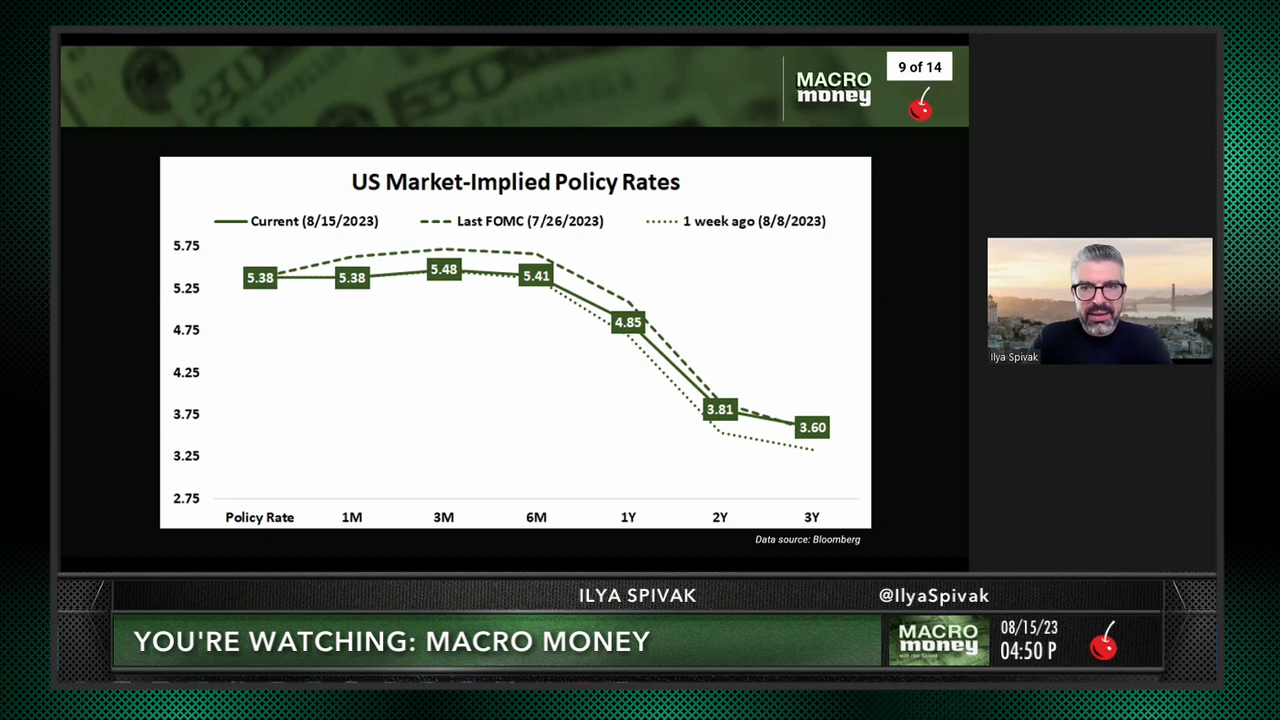 MACRO
money
9 of 14
US Market-Implied Policy Rates
Current (8/15/2023) Last FOMC (7/26/2023) 1 week ago (8/8/2023)
5.75
5.25
4.75
4.25
3.75
3.25
2.75
5.38 5.38 5.48 5.41 4.85 3.81 3.60
Policy Rate 1M 3M 6M 1Y 2Y 3Y
Data source: Bloomberg
Ilya Spivak
ILYA SPIVAK @IlyaSpivak
YOU'RE WATCHING: MACRO MONEY
MACRO
money
with Ilya Spivak
08/15/23
04:50 P